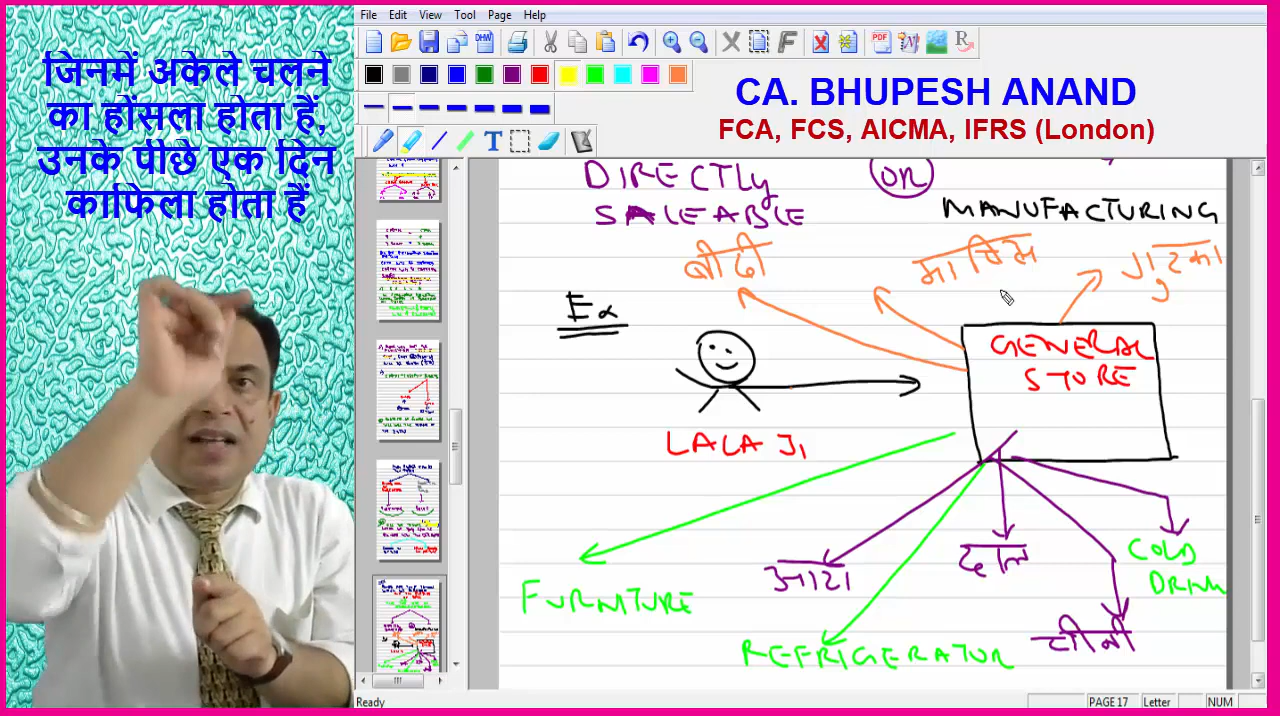 जिनमें अकेले चलने
का होंसला होता हैं,
उनके पीछे एक दिन
काफिला होता हैं
File Edit View Tool Page Help
CA. BHUPESH ANAND
FCA, FCS, AICMA, IFRS (London)
DIRECTLY
SALEABLE
OR
MANUFACTURING
बीडी
माचिस
गुटखा
Ex
GENERAL
STORE
LALA JI
FURNITURE
आटा
दाल
COLD
DRINK
REFRIGERATOR
चीनी
Ready
PAGE 17
Letter
NUM